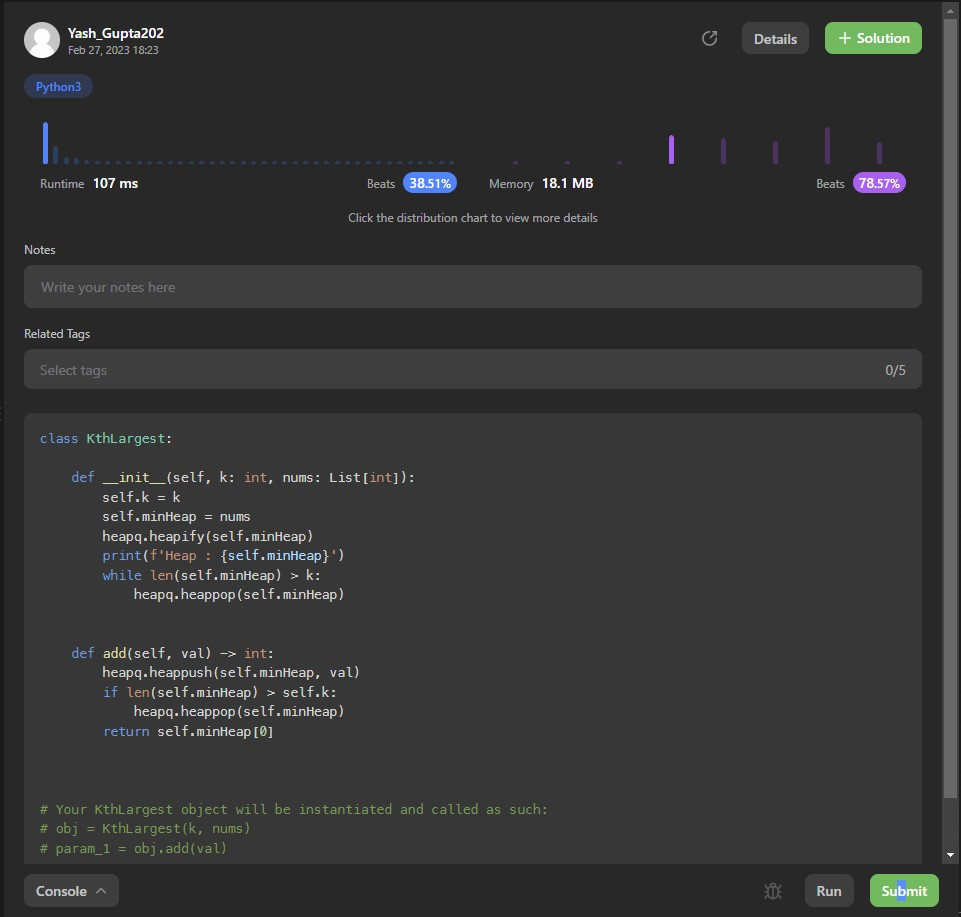 Yash_Gupta202
Feb 27, 2023 18:23
Details
+ Solution
Python3
Runtime 107 ms
Beats 38.51%
Memory 18.1 MB
Beats 78.57%
Click the distribution chart to view more details
Notes
Write your notes here
Related Tags
Select tags
0/5
class KthLargest:
    def __init__(self, k: int, nums: List[int]):
        self.k = k
        self.minHeap = nums
        heapq.heapify(self.minHeap)
        print(f'Heap : {self.minHeap}')
        while len(self.minHeap) > k:
            heapq.heappop(self.minHeap)
    def add(self, val) -> int:
        heapq.heappush(self.minHeap, val)
        if len(self.minHeap) > self.k:
            heapq.heappop(self.minHeap)
        return self.minHeap[0]
# Your KthLargest object will be instantiated and called as such:
# obj = KthLargest(k, nums)
# param_1 = obj.add(val)
Console
Run
Submit